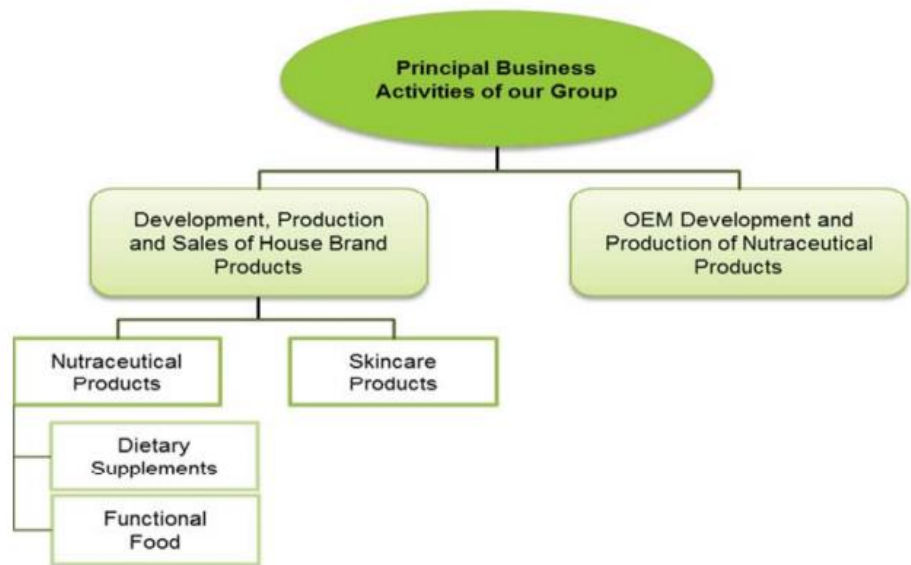 Principal Business
Activities of our Group
Development, Production
and Sales of House Brand
Products
OEM Development and
Production of Nutraceutical
Products
Nutraceutical
Products
Skincare
Products
Dietary
Supplements
Functional
Food